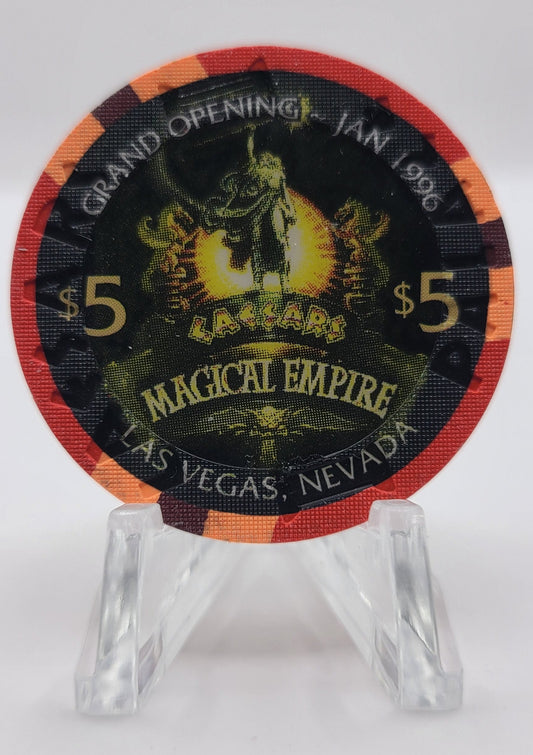 GRAND OPENING ~ JAN 1996
$5
$5
CAESARS
MAGICAL EMPIRE
LAS VEGAS, NEVADA